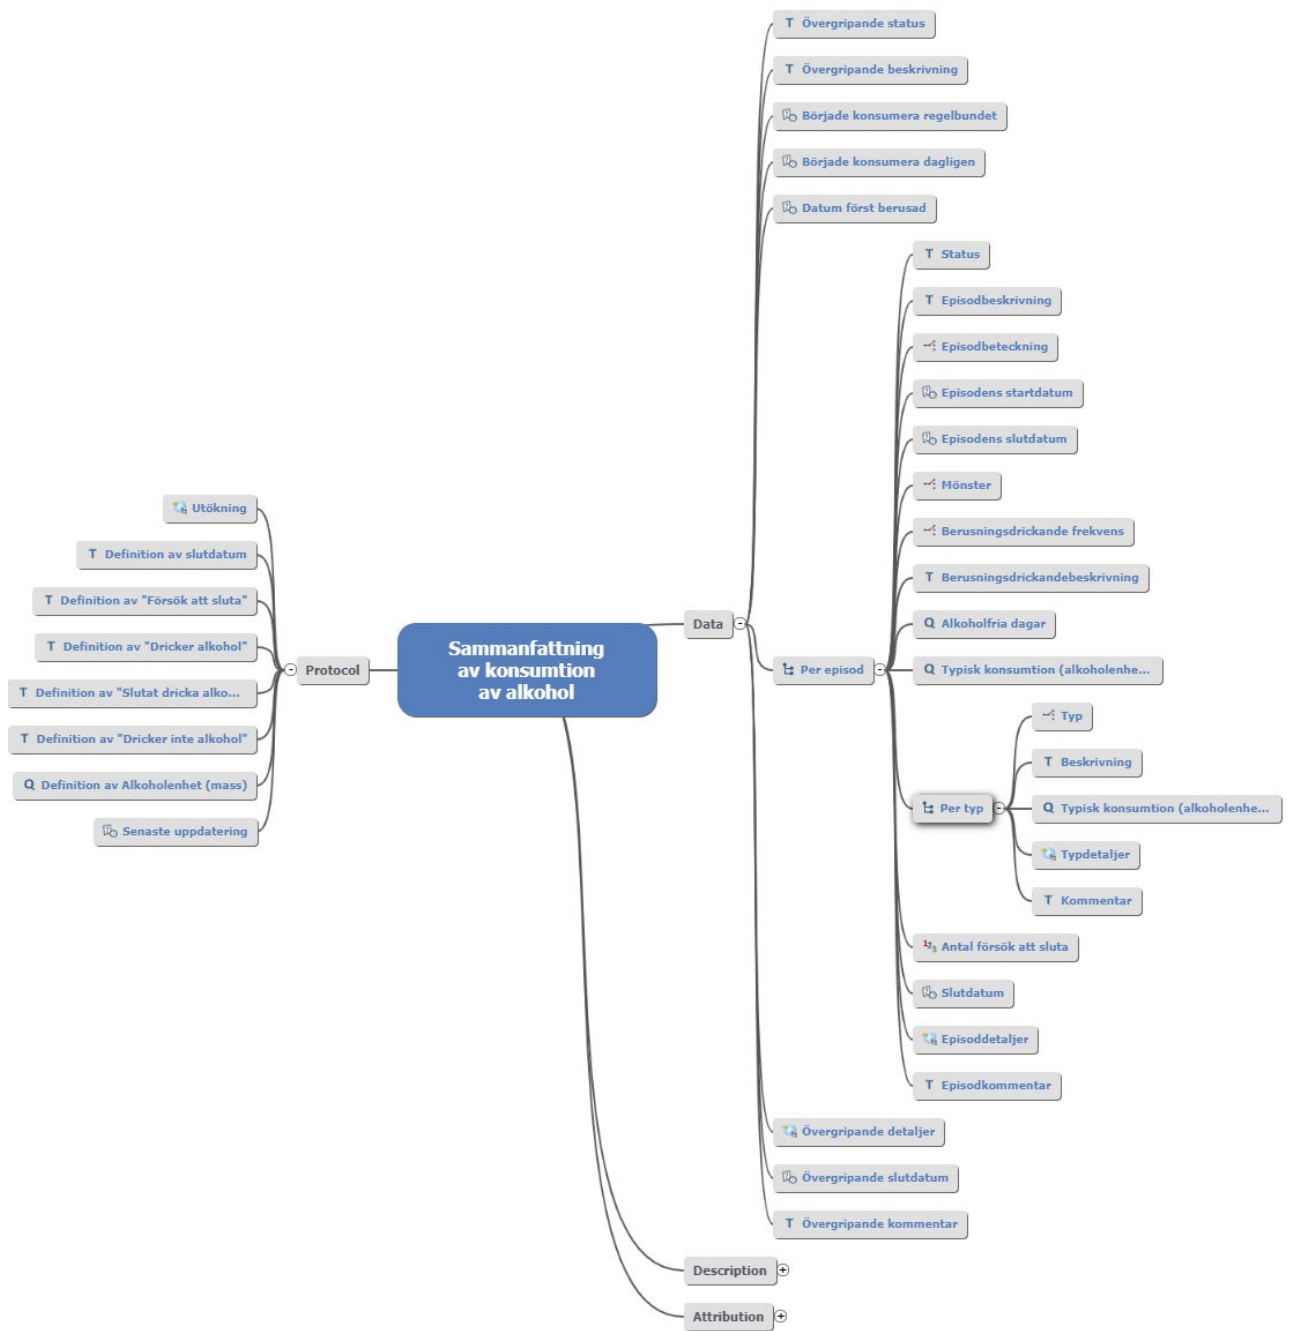 Sammanfattning
av konsumtion
av alkohol
Protocol
Utökning
T Definition av slutdatum
T Definition av "Försök att sluta"
T Definition av "Dricker alkohol"
T Definition av "Slutat dricka alko...
T Definition av "Dricker inte alkohol"
Q Definition av Alkoholenhet (mass)
Senaste uppdatering
Data
T Övergripande status
T Övergripande beskrivning
Började konsumera regelbundet
Började konsumera dagligen
Datum först berusad
Per episod
T Status
T Episodbeskrivning
Episodbeteckning
Episodens startdatum
Episodens slutdatum
Mönster
Berusningsdrickande frekvens
T Berusningsdrickandebeskrivning
Q Alkoholfria dagar
Q Typisk konsumtion (alkoholenhe...
Per typ
Typ
T Beskrivning
Q Typisk konsumtion (alkoholenhe...
Typdetaljer
T Kommentar
123 Antal försök att sluta
Slutdatum
Episoddetaljer
T Episodkommentar
Övergripande detaljer
Övergripande slutdatum
T Övergripande kommentar
Description
Attribution